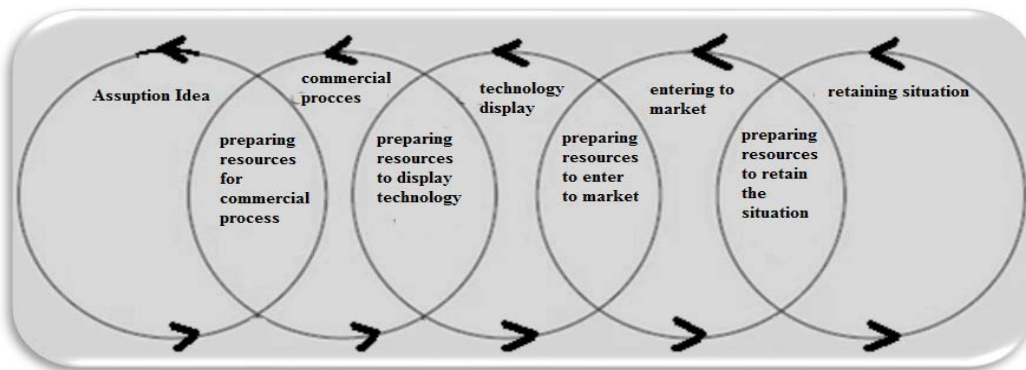 Assuption Idea
preparing
resources
for
commercial
process
commercial
procces
preparing
resources
to display
technology
technology
display
preparing
resources
to enter
to market
entering to
market
preparing
resources
to retain
the
situation
retaining situation